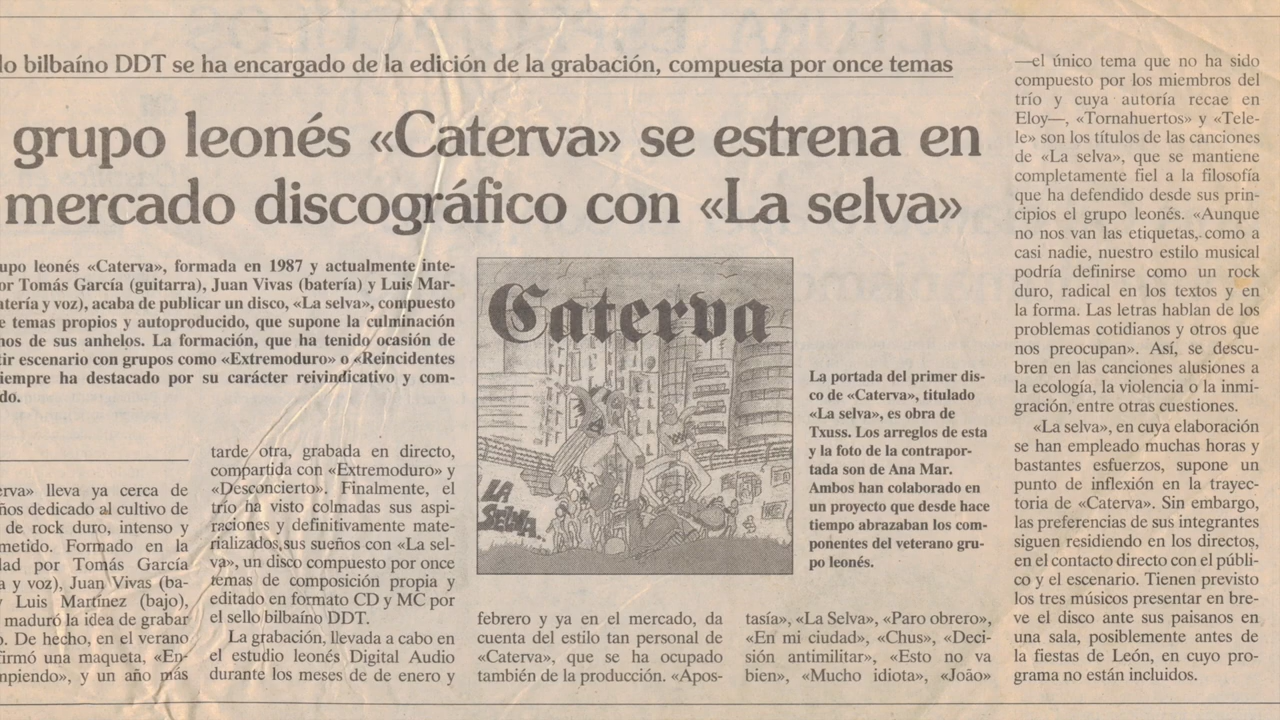 lo bilbaíno DDT se ha encargado de la edición de la grabación, compuesta por once temas
grupo leonés «Caterva» se estrena en
mercado discográfico con «La selva»
upo leonés «Caterva», formada en 1987 y actualmente inte-
or Tomás García (guitarra), Juan Vivas (batería) y Luis Mar-
atería y voz), acaba de publicar un disco, «La selva», compuesto
e temas propios y autoproducido, que supone la culminación
nos de sus anhelos. La formación, que ha tenido ocasión de
tir escenario con grupos como «Extremoduro» o «Reincidentes
iempre ha destacado por su carácter reivindicativo y com-
do.
erva» lleva ya cerca de
ños dedicado al cultivo de
de rock duro, intenso y
metido. Formado en la
dad por Tomás García
a y voz), Juan Vivas (ba-
y Luis Martínez (bajo),
maduró la idea de grabar
o. De hecho, en el verano
firmó una maqueta, «En-
mpiendo», y un año más
tarde otra, grabada en directo,
compartida con «Extremoduro» y
«Desconcierto». Finalmente, el
trío ha visto colmadas sus aspi-
raciones y definitivamente mate-
rializados sus sueños con «La sel-
va», un disco compuesto por once
temas de composición propia y
editado en formato CD y MC por
el sello bilbaíno DDT.
La grabación, llevada a cabo en
el estudio leonés Digital Audio
durante los meses de de enero y
Caterva
LA
SELVA.
La portada del primer dis-
co de «Caterva», titulado
«La selva», es obra de
Txuss. Los arreglos de esta
y la foto de la contrapor-
tada son de Ana Mar.
Ambos han colaborado en
un proyecto que desde hace
tiempo abrazaban los com-
ponentes del veterano gru-
po leonés.
febrero y ya en el mercado, da
cuenta del estilo tan personal de
«Caterva», que se ha ocupado
también de la producción. «Apos-
tasía», «La Selva», «Paro obrero»,
«En mi ciudad», «Chus», «Deci-
sión antimilitar», «Esto no va
bien», «Mucho idiota», «João»
—el único tema que no ha sido
compuesto por los miembros del
trío y cuya autoría recae en
Eloy—, «Tornahuertos» y «Tele-
le» son los títulos de las canciones
de «La selva», que se mantiene
completamente fiel a la filosofía
que ha defendido desde sus prin-
cipios el grupo leonés. «Aunque
no nos van las etiquetas, como a
casi nadie, nuestro estilo musical
podría definirse como un rock
duro, radical en los textos y en
la forma. Las letras hablan de los
problemas cotidianos y otros que
nos preocupan». Así, se descu-
bren en las canciones alusiones a
la ecología, la violencia o la inmi-
gración, entre otras cuestiones.
«La selva», en cuya elaboración
se han empleado muchas horas y
bastantes esfuerzos, supone un
punto de inflexión en la trayec-
toria de «Caterva». Sin embargo,
las preferencias de sus integrantes
siguen residiendo en los directos,
en el contacto directo con el públi-
co y el escenario. Tienen previsto
los tres músicos presentar en bre-
ve el disco ante sus paisanos en
una sala, posiblemente antes de
la fiestas de León, en cuyo pro-
grama no están incluidos.